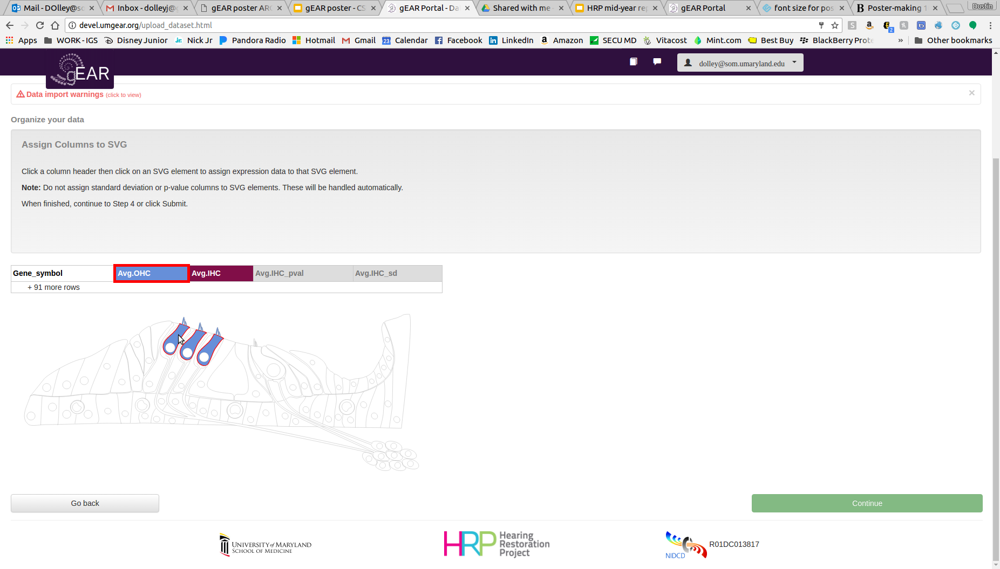 Mail - DOlley@so
Inbox - dolleyj@g
gEAR poster ARO
gEAR poster - CS
gEAR Portal - Da
Shared with me -
HRP mid-year rep
gEAR Portal
font size for pos
Poster-making 1
Dustin
devel.umgear.org/upload_dataset.html
2
Apps
WORK - IGS
Disney Junior
Nick Jr
Pandora Radio
Hotmail
Gmail
Calendar
Facebook
LinkedIn
Amazon
SECU MD
Vitacost
Mint.com
Best Buy
BlackBerry Prote
»
Other bookmarks
gEAR
dolley@som.umaryland.edu
Data import warnings (click to view)
×
Organize your data
Assign Columns to SVG
Click a column header then click on an SVG element to assign expression data to that SVG element.
Note: Do not assign standard deviation or p-value columns to SVG elements. These will be handled automatically.
When finished, continue to Step 4 or click Submit.
Gene_symbol Avg.OHC Avg.IHC Avg.IHC_pval Avg.IHC_sd
+ 91 more rows
Go back
Continue
UNIVERSITY of MARYLAND
SCHOOL OF MEDICINE
HRP
Hearing
Restoration
Project
NIDCD
R01DC013817